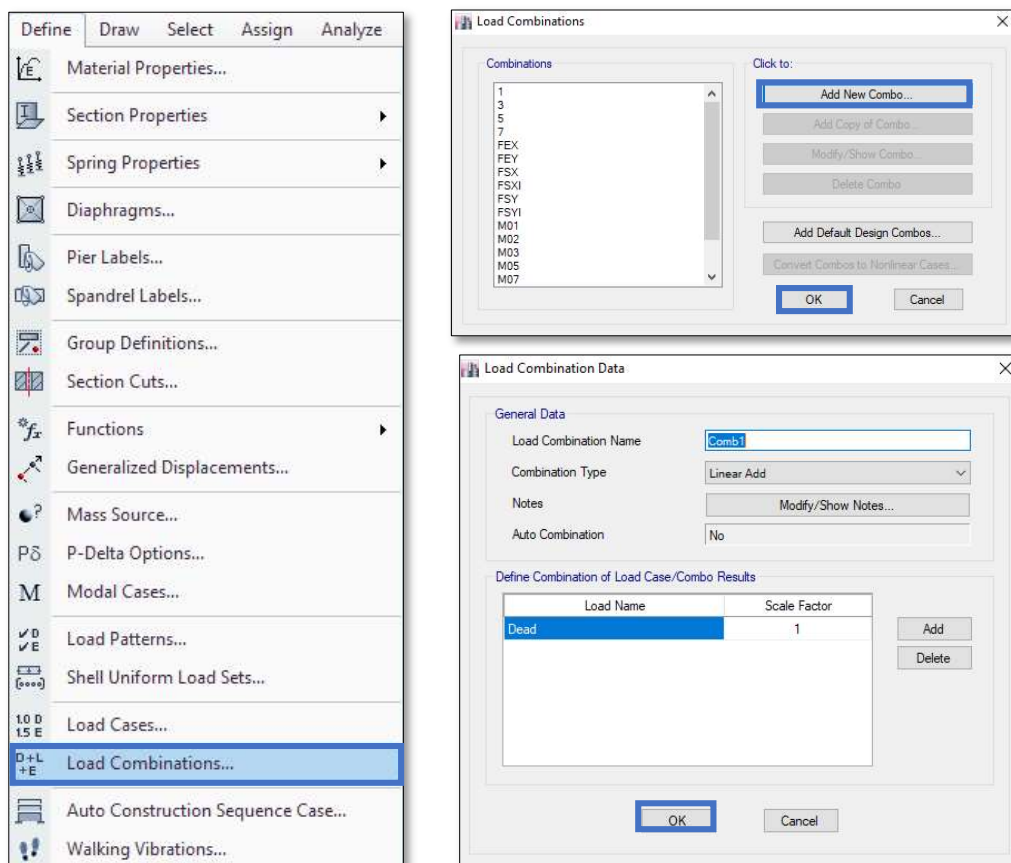 Define Draw Select Assign Analyze
Material Properties...
Section Properties
Spring Properties
Diaphragms...
Pier Labels...
Spandrel Labels...
Group Definitions...
Section Cuts...
Functions
Generalized Displacements...
Mass Source...
Pδ P-Delta Options...
M Modal Cases...
Load Patterns...
Shell Uniform Load Sets...
1.0 D
1.5 E
Load Cases...
D+L
+E
Load Combinations...
Auto Construction Sequence Case...
Walking Vibrations...
Load Combinations
Combinations
1
3
5
7
FEX
FEY
FSX
FSXI
FSY
FSYI
M01
M02
M03
M05
M07
Click to:
Add New Combo...
Add Copy of Combo...
Modify/Show Combo...
Delete Combo
Add Default Design Combos...
Convert Combos to Nonlinear Cases...
OK Cancel
Load Combination Data
General Data
Load Combination Name Comb1
Combination Type Linear Add
Notes Modify/Show Notes...
Auto Combination No
Define Combination of Load Case/Combo Results
Load Name Scale Factor
Dead 1
Add
Delete
OK Cancel